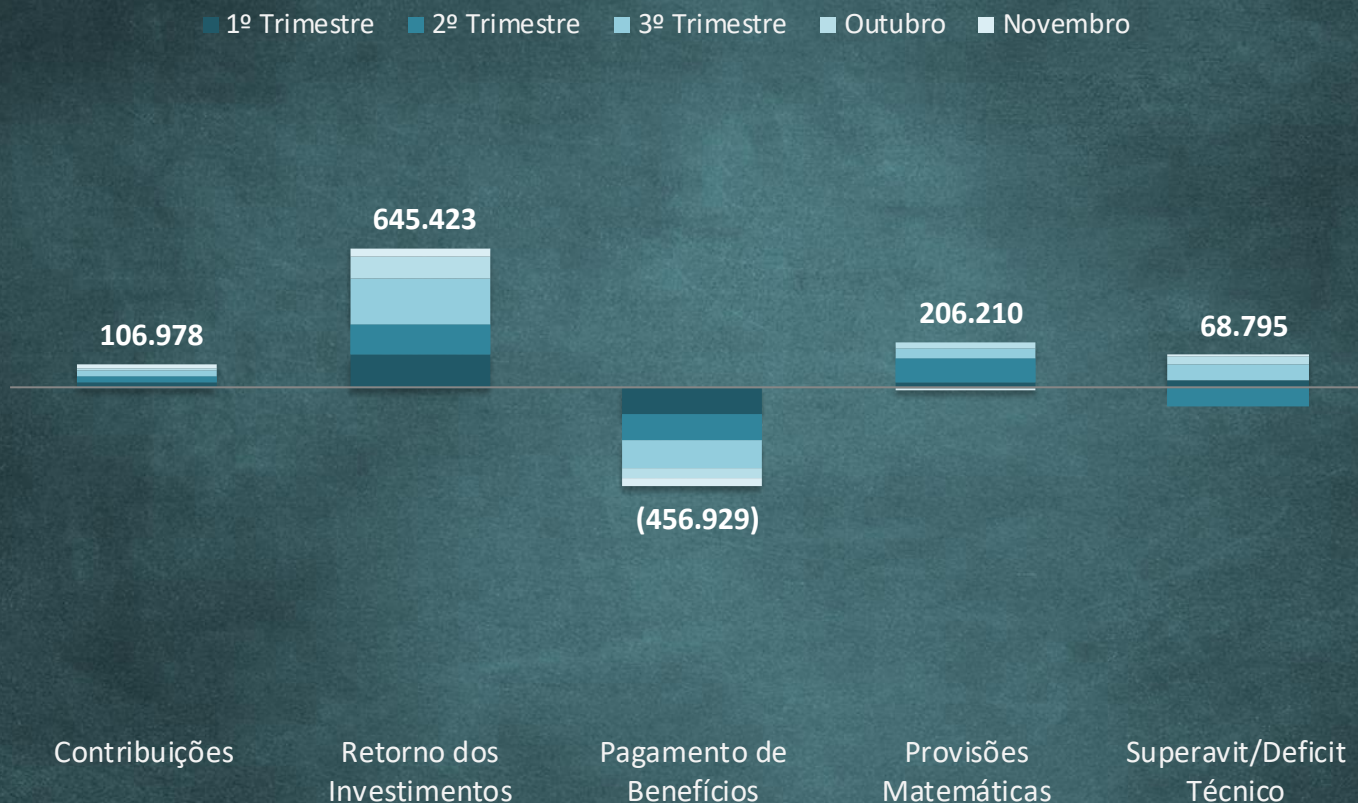 1º Trimestre 2º Trimestre 3º Trimestre Outubro Novembro
645.423
106.978
206.210
68.795
(456.929)
Contribuições
Retorno dos
Investimentos
Pagamento de
Benefícios
Provisões
Matemáticas
Superavit/Deficit
Técnico